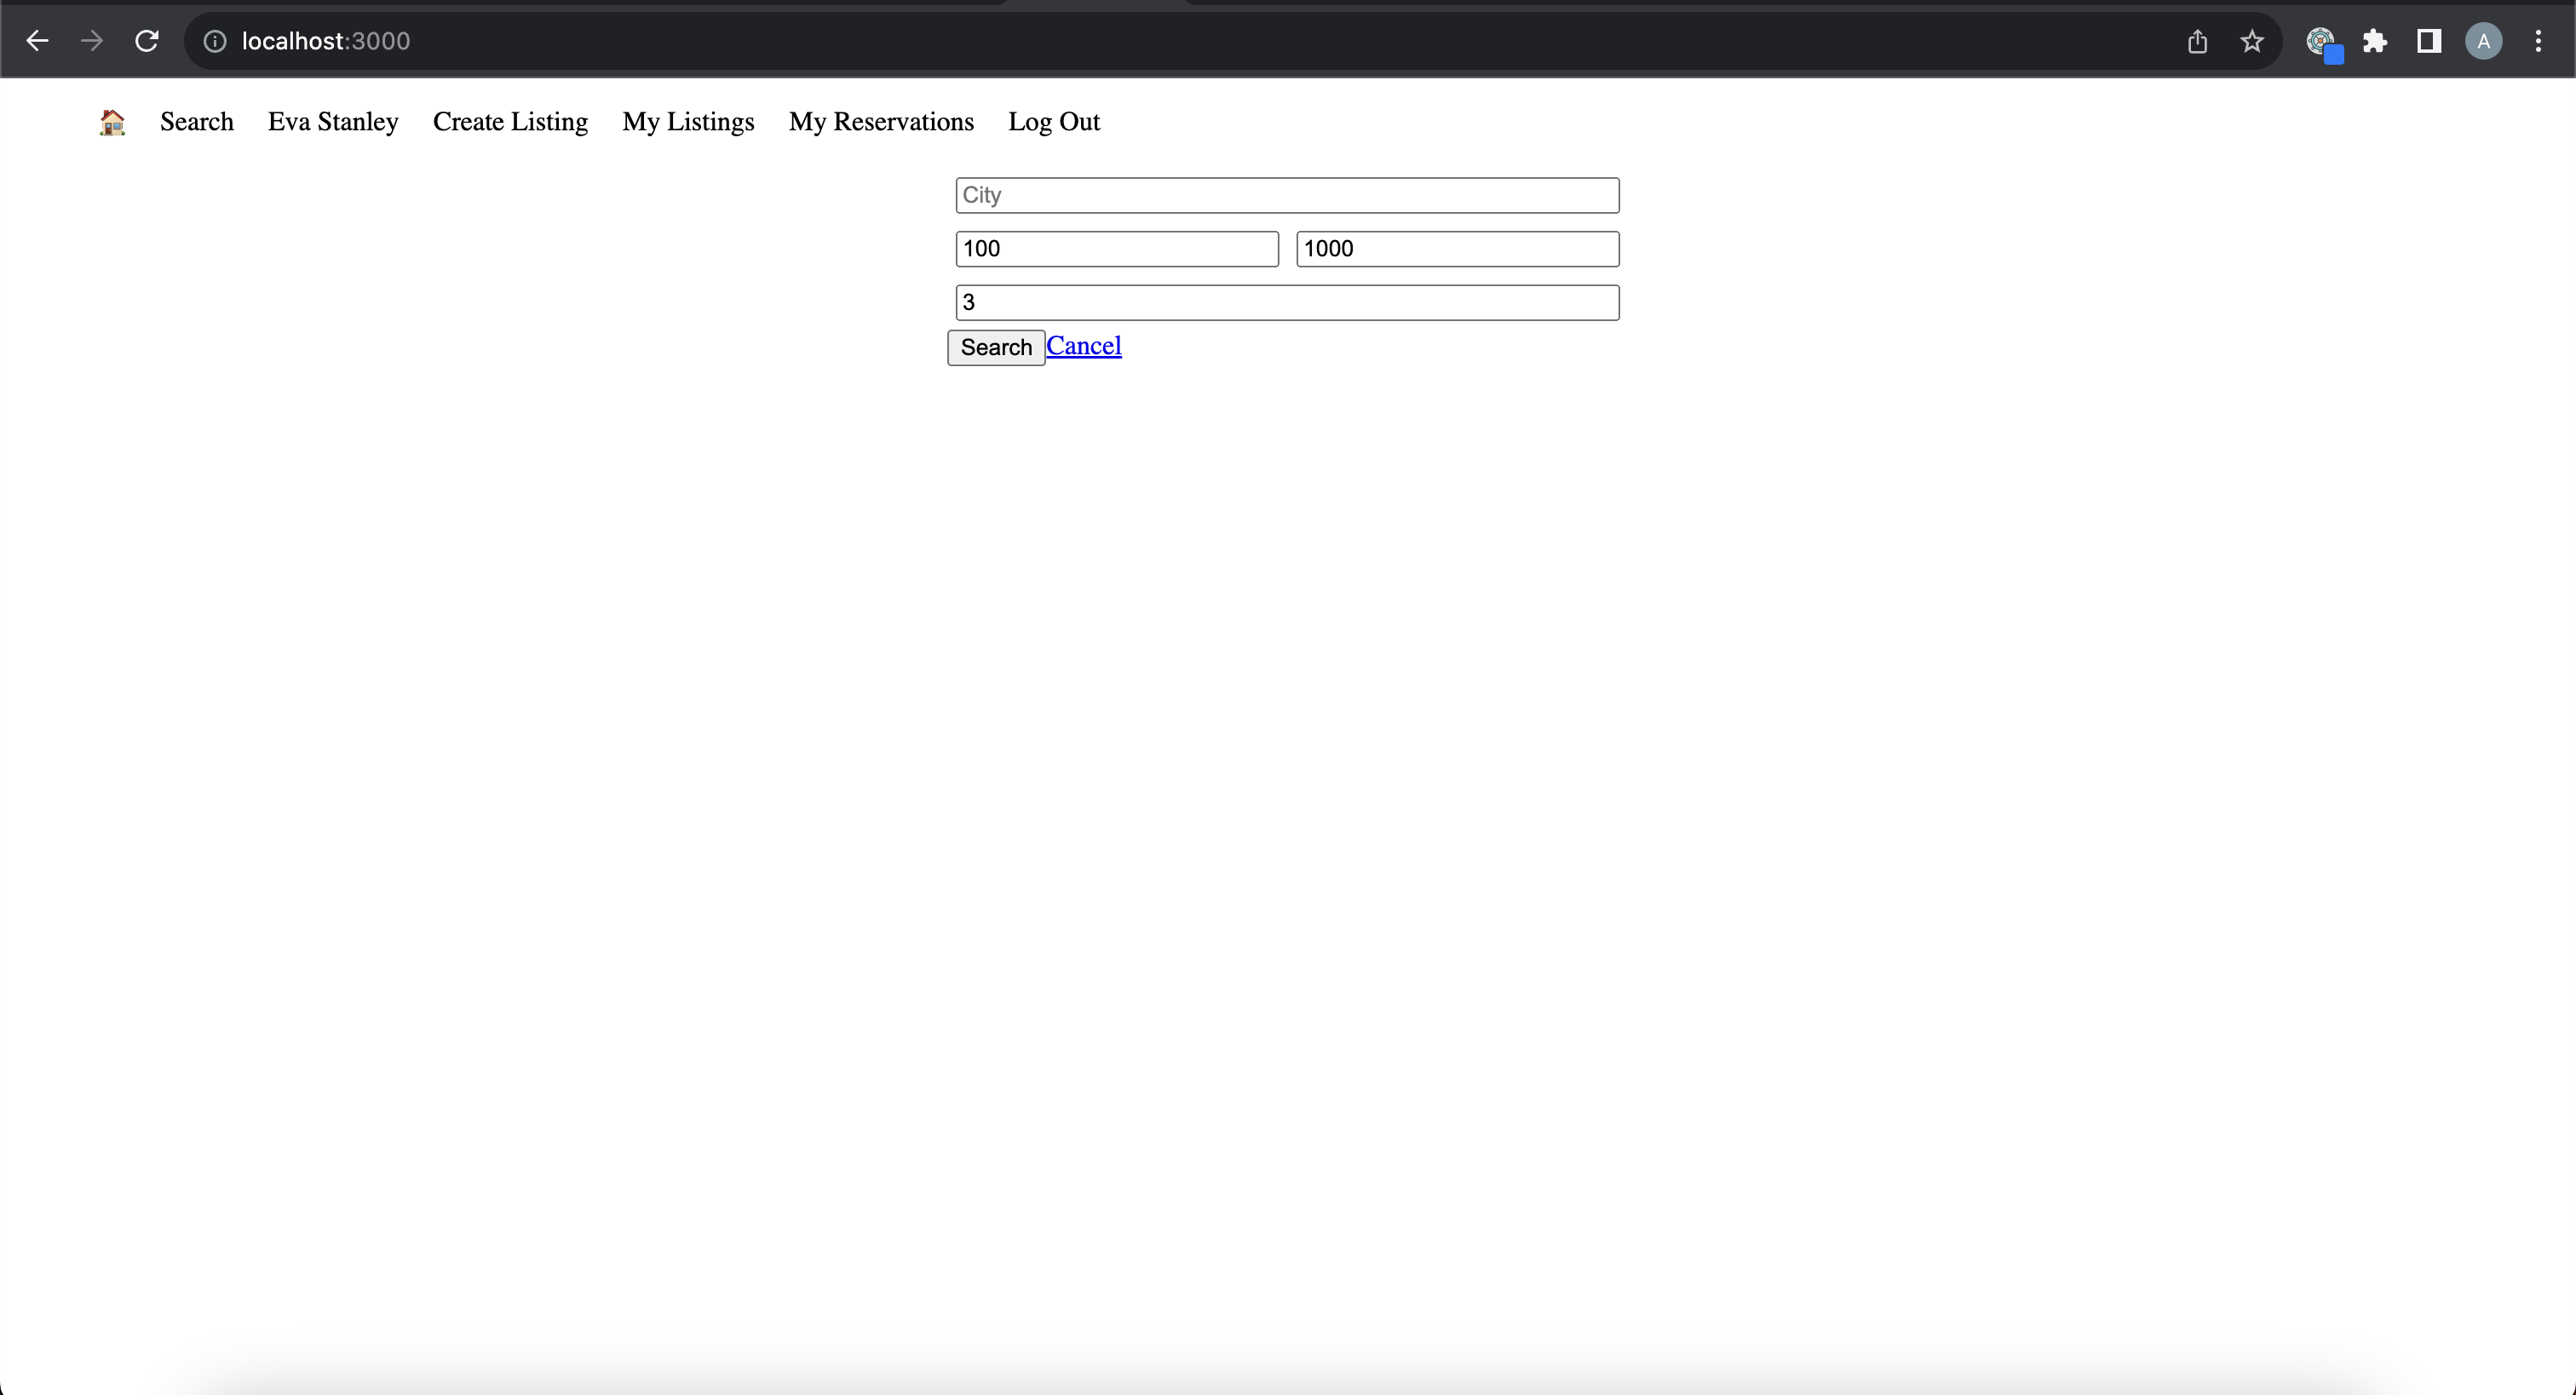 localhost:3000
A
Search Eva Stanley Create Listing My Listings My Reservations Log Out
City
100 1000
3
Search Cancel